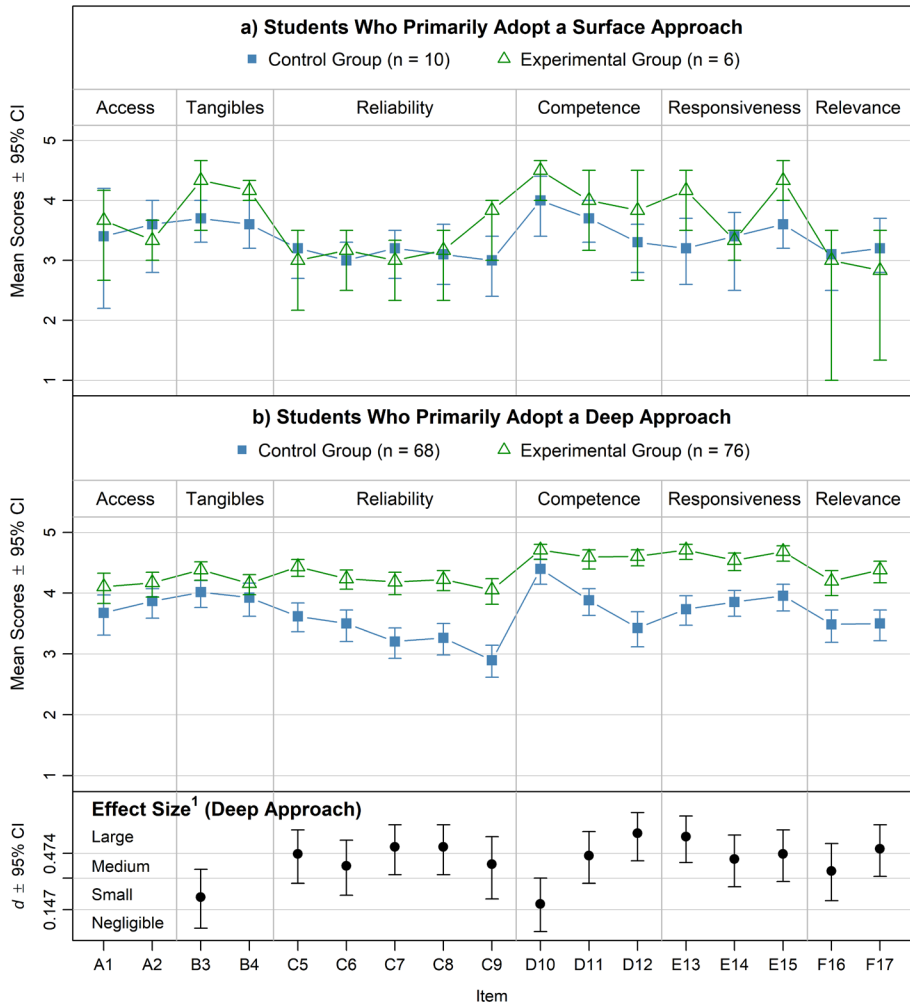 a) Students Who Primarily Adopt a Surface Approach
Control Group (n = 10) Experimental Group (n = 6)
Access Tangibles Reliability Competence Responsiveness Relevance
Mean Scores ± 95% CI
5
4
3
2
1
b) Students Who Primarily Adopt a Deep Approach
Control Group (n = 68) Experimental Group (n = 76)
Access Tangibles Reliability Competence Responsiveness Relevance
Mean Scores ± 95% CI
5
4
3
2
1
Effect Size¹ (Deep Approach)
d ± 95% CI
Large
0.474
Medium
Small
0.147
Negligible
A1 A2 B3 B4 C5 C6 C7 C8 C9 D10 D11 D12 E13 E14 E15 F16 F17
Item